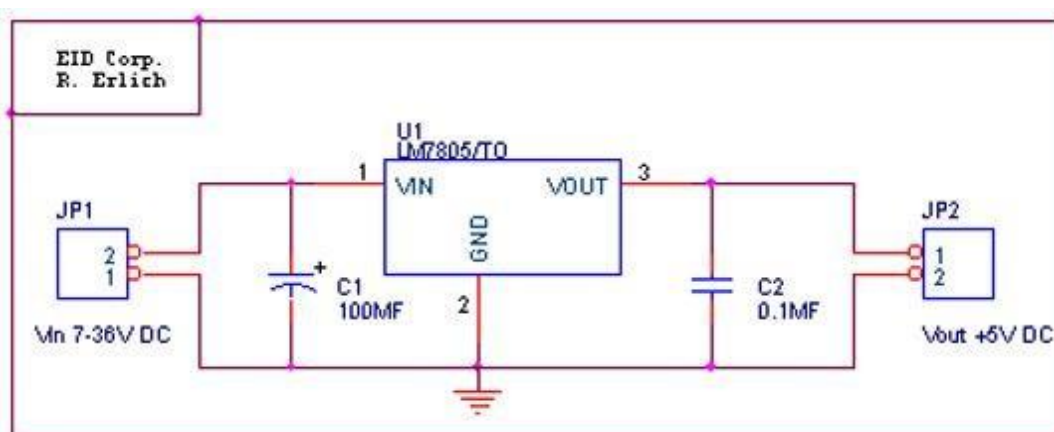 EID Corp.
R. Erlich
U1
LM7805/TO
1
VIN
VOUT
3
GND
2
JP1
2
1
Vin 7-36V DC
+
C1
100MF
C2
0.1MF
JP2
1
2
Vout +5V DC